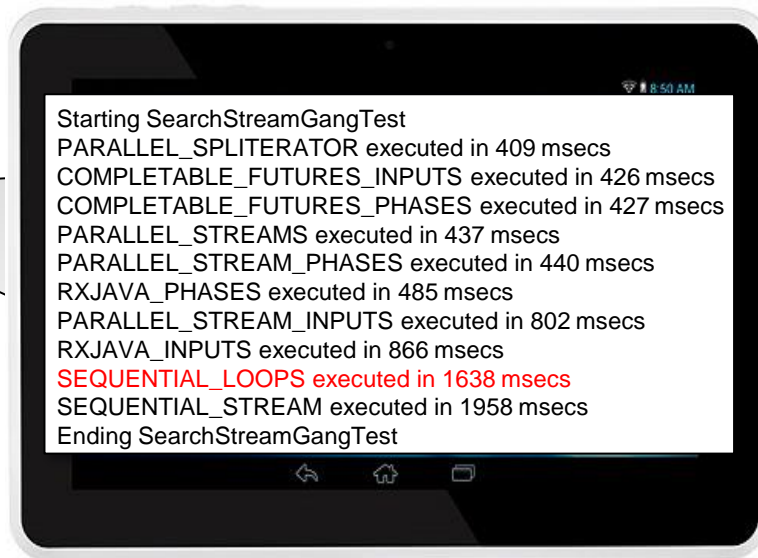 8:50 AM
Starting SearchStreamGangTest
PARALLEL_SPLITERATOR executed in 409 msecs
COMPLETABLE_FUTURES_INPUTS executed in 426 msecs
COMPLETABLE_FUTURES_PHASES executed in 427 msecs
PARALLEL_STREAMS executed in 437 msecs
PARALLEL_STREAM_PHASES executed in 440 msecs
RXJAVA_PHASES executed in 485 msecs
PARALLEL_STREAM_INPUTS executed in 802 msecs
RXJAVA_INPUTS executed in 866 msecs
SEQUENTIAL_LOOPS executed in 1638 msecs
SEQUENTIAL_STREAM executed in 1958 msecs
Ending SearchStreamGangTest